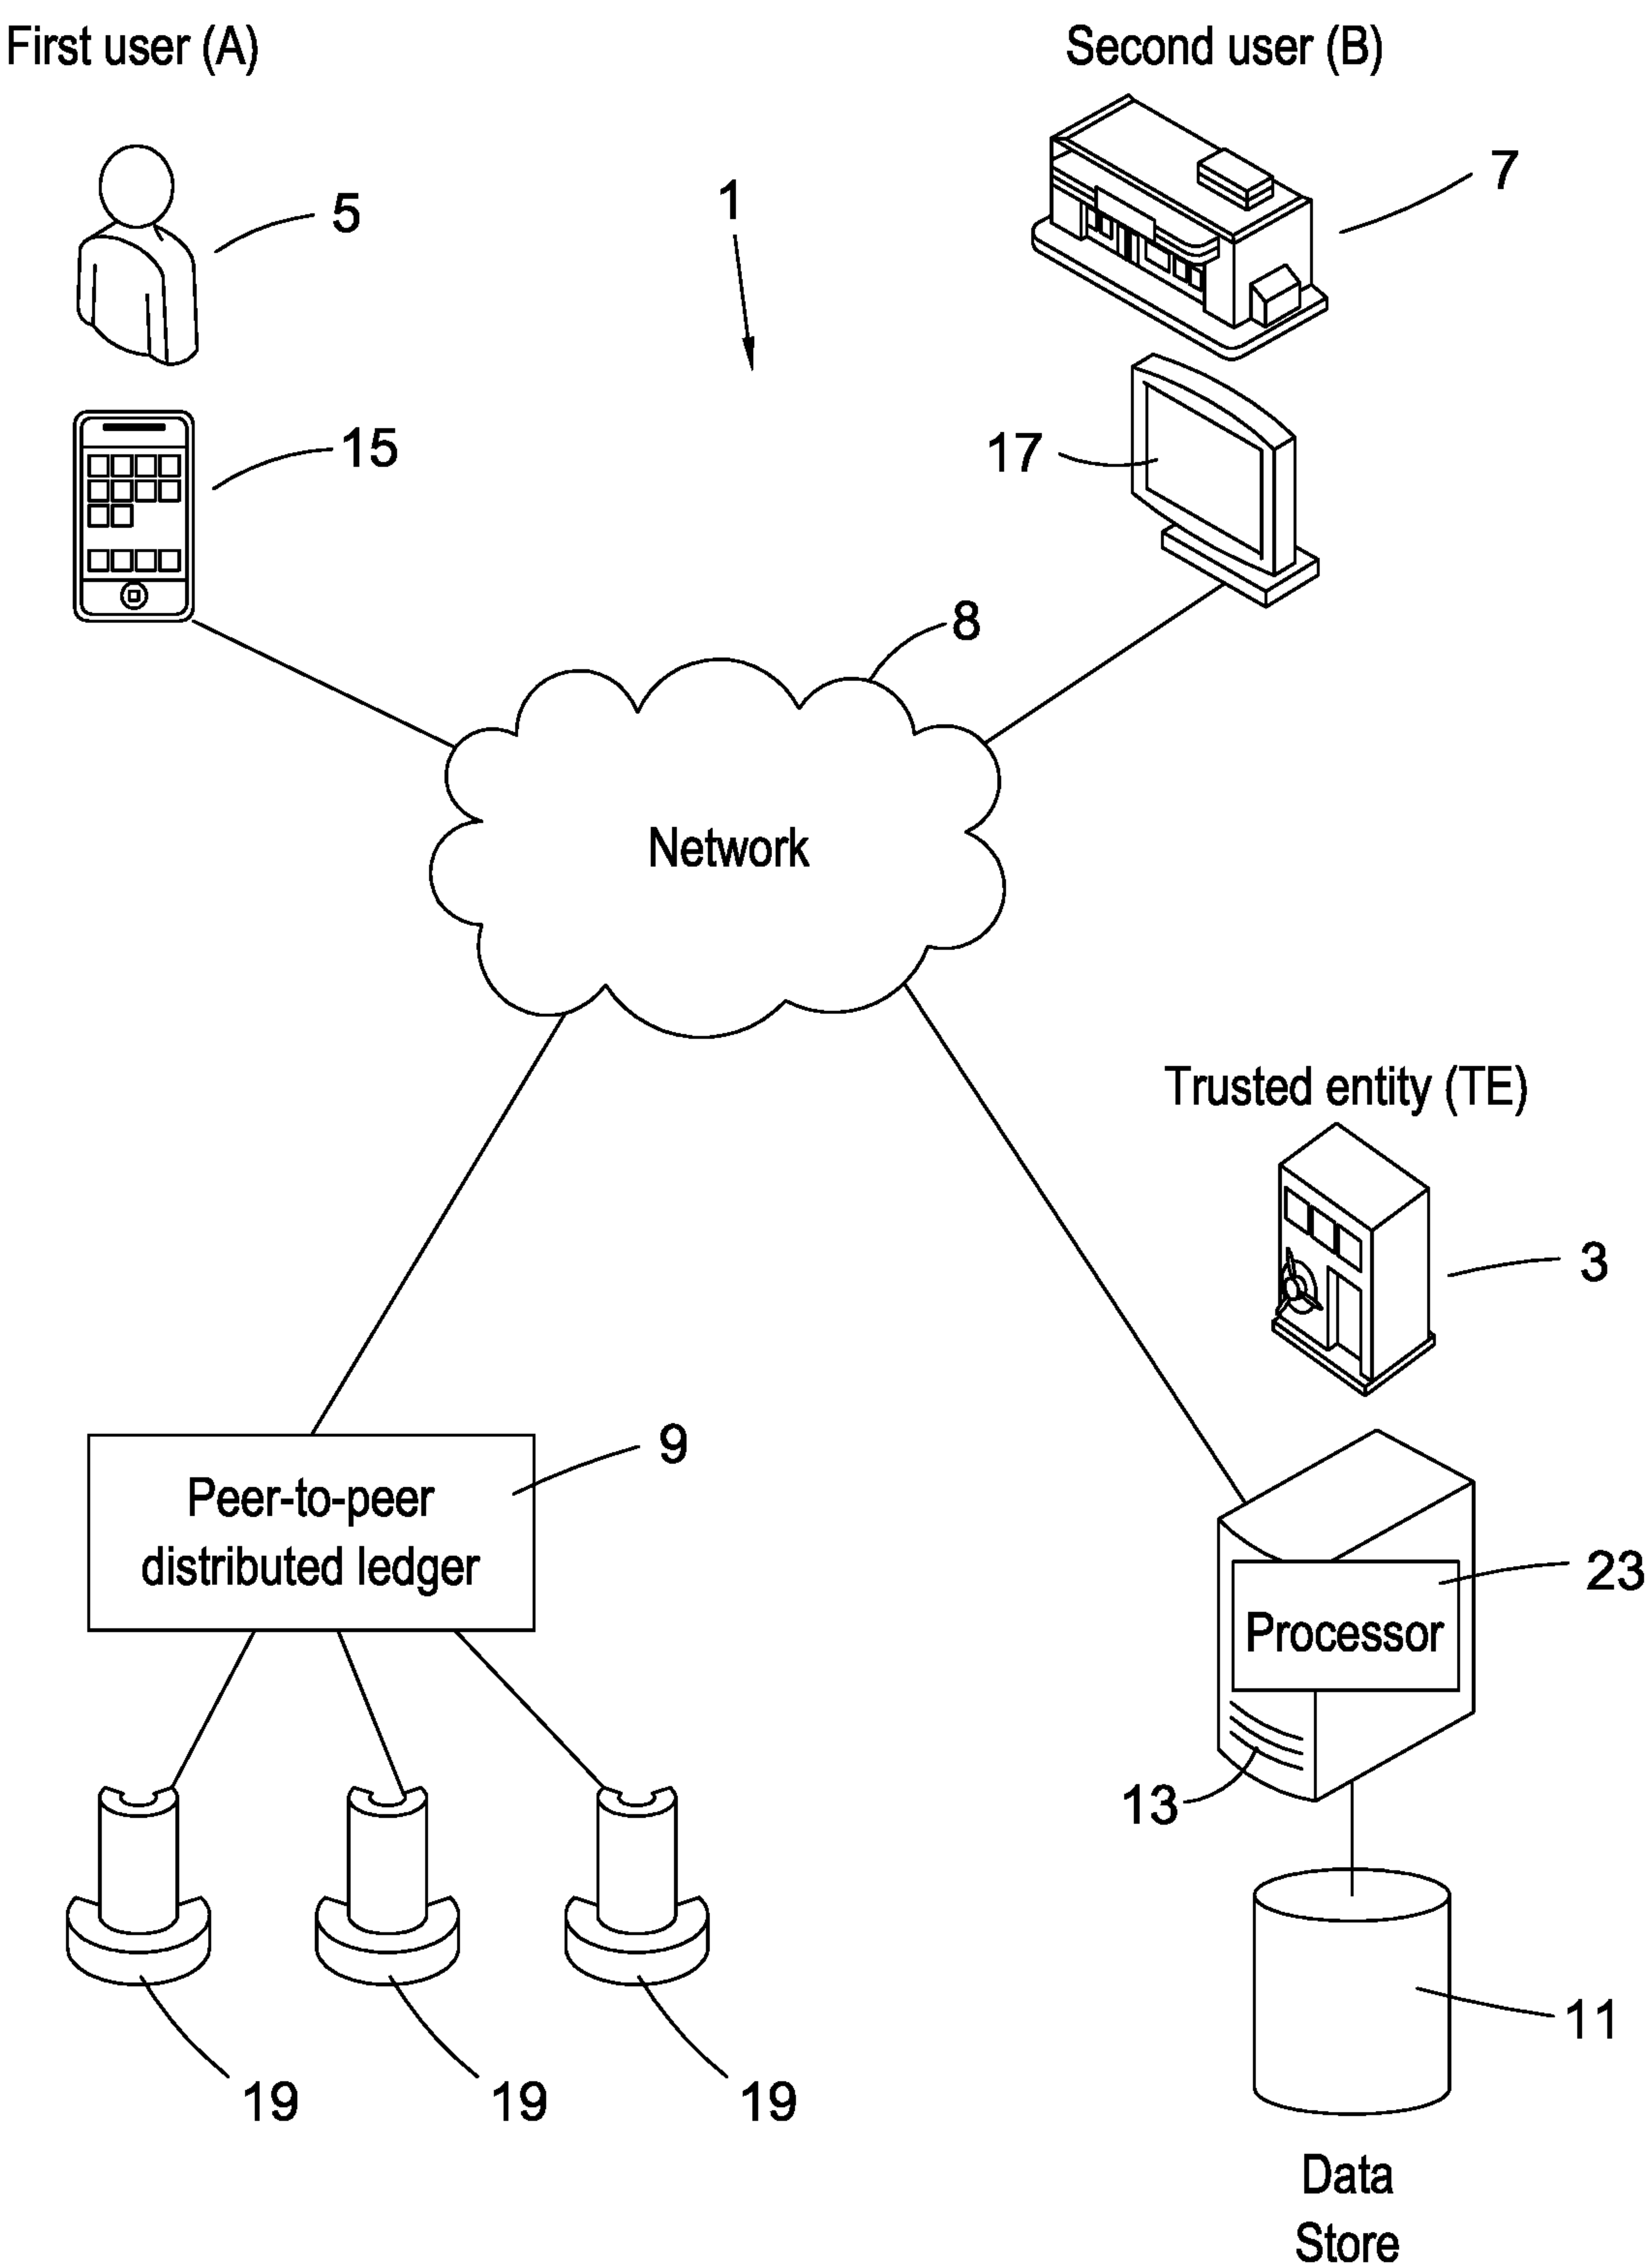 First user (A)
Second user (B)
5
1
7
15
17
8
Network
Trusted entity (TE)
3
9
Peer-to-peer
distributed ledger
23
Processor
13
19
19
19
11
Data
Store